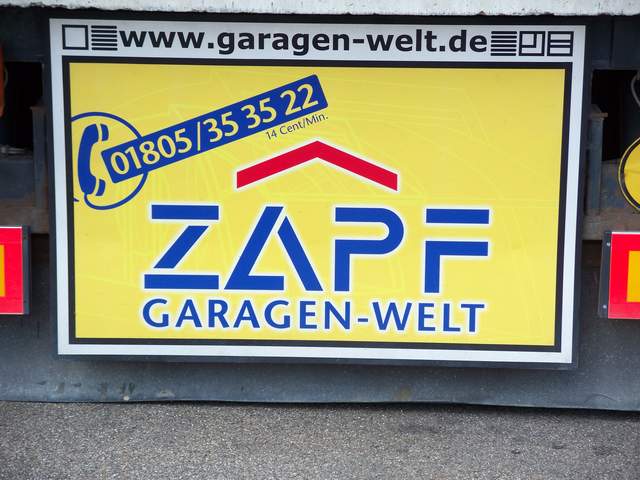 www.garagen-welt.de
01805/35 35 22
14 Cent/Min.
ZAPF
GARAGEN-WELT